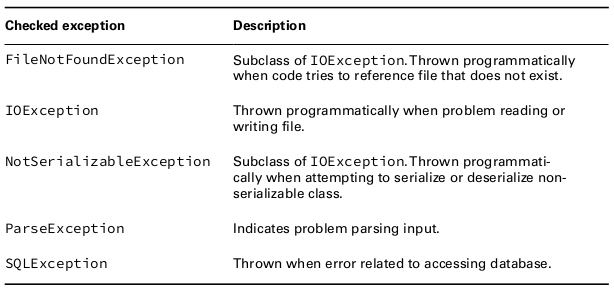 Checked exception Description
FileNotFoundException Subclass of IOException. Thrown programmatically
when code tries to reference file that does not exist.
IOException Thrown programmatically when problem reading or
writing file.
NotSerializableException Subclass of IOException. Thrown programmati-
cally when attempting to serialize or deserialize non-
serializable class.
ParseException Indicates problem parsing input.
SQLException Thrown when error related to accessing database.